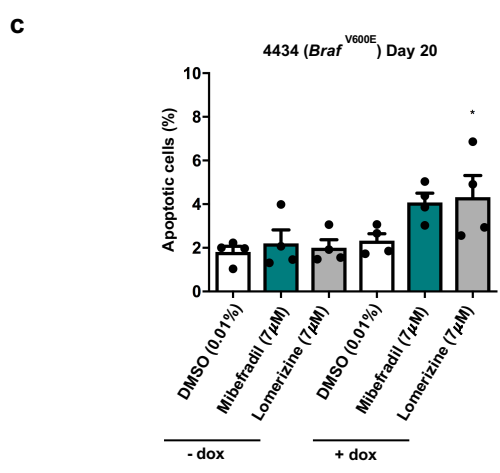 c
4434 (Braf V600E) Day 20
Apoptotic cells (%)
10
8
6
4
2
0
*
DMSO (0.01%)
Mibefradil (7µM)
Lomerizine (7µM)
DMSO (0.01%)
Mibefradil (7µM)
Lomerizine (7µM)
- dox
+ dox